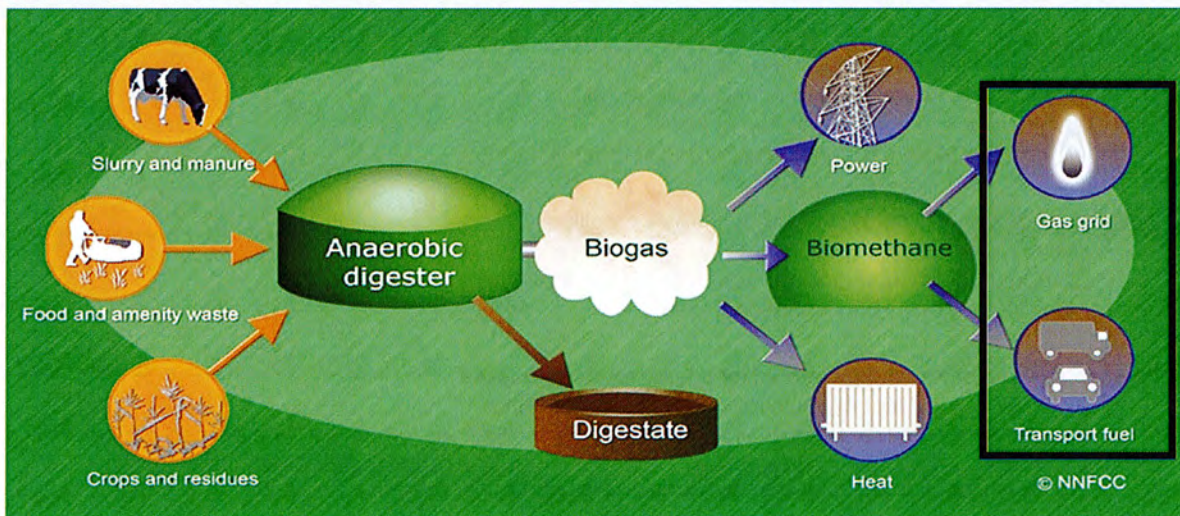 Slurry and manure
Food and amenity waste
Crops and residues
Anaerobic
digester
Biogas
Digestate
Power
Biomethane
Heat
Gas grid
Transport fuel
© NNFCC